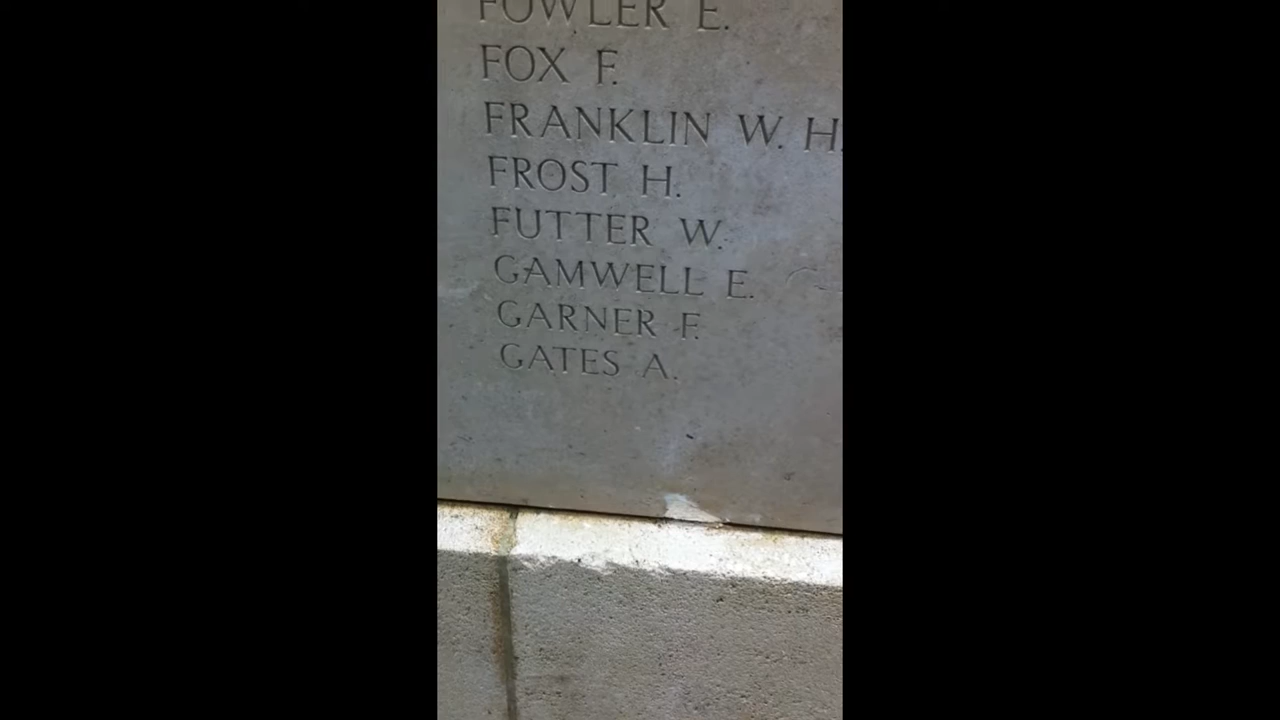 FOWLER E.
FOX F.
FRANKLIN W. H.
FROST H.
FUTTER W.
GAMWELL E.
GARNER F.
GATES A.